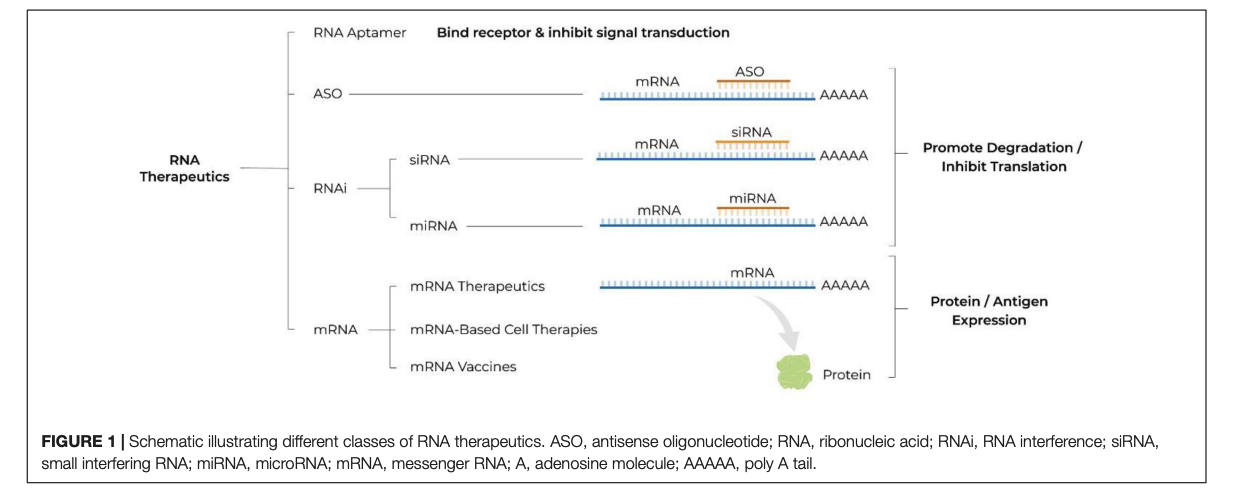 RNA Aptamer Bind receptor & inhibit signal transduction
ASO
mRNA
ASO
AAAAA
RNA
Therapeutics
RNAi
siRNA
mRNA
siRNA
AAAAA
miRNA
mRNA
miRNA
AAAAA
Promote Degradation /
Inhibit Translation
mRNA
mRNA Therapeutics
mRNA
AAAAA
mRNA-Based Cell Therapies
mRNA Vaccines
Protein
Protein / Antigen
Expression
FIGURE 1 | Schematic illustrating different classes of RNA therapeutics. ASO, antisense oligonucleotide; RNA, ribonucleic acid; RNAi, RNA interference; siRNA,
small interfering RNA; miRNA, microRNA; mRNA, messenger RNA; A, adenosine molecule; AAAAA, poly A tail.